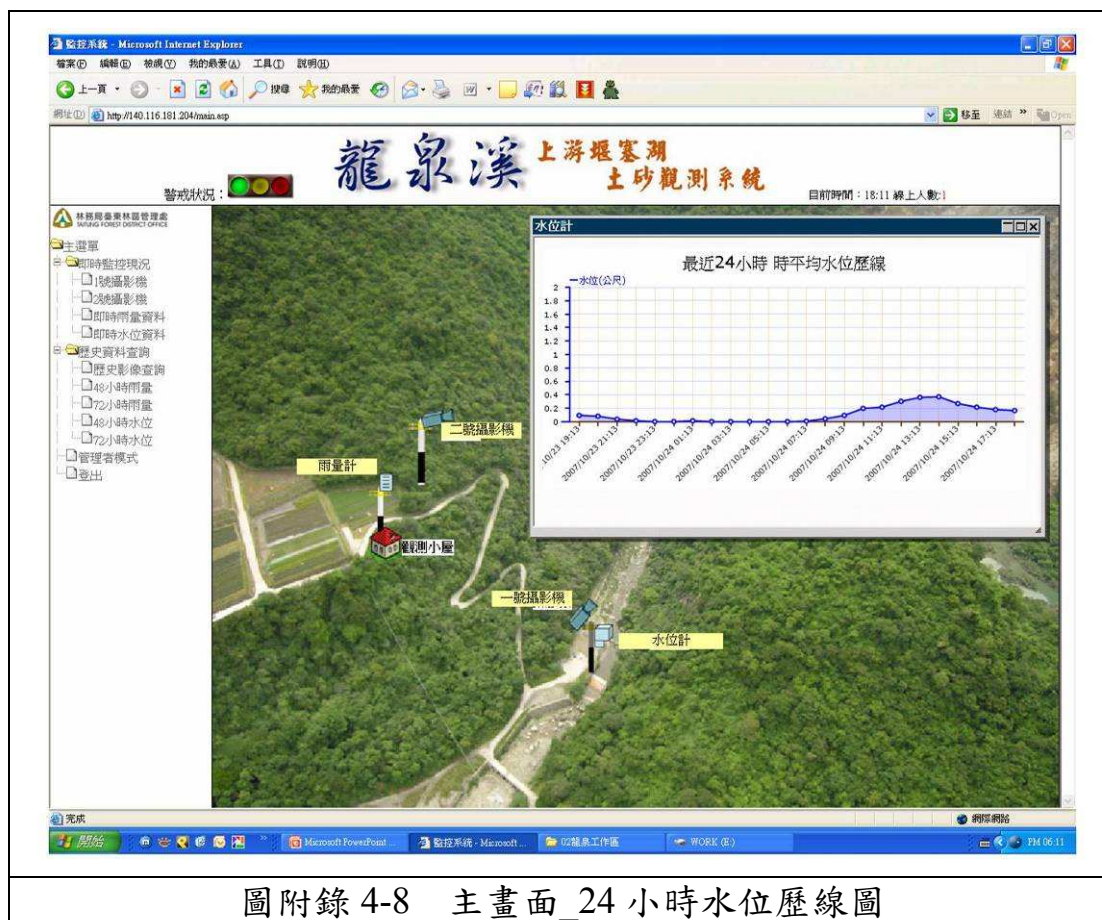 監控系統 - Microsoft Internet Explorer
檔案(F) 編輯(E) 檢視(V) 我的最愛(A) 工具(T) 說明(H)
上一頁 搜尋 我的最愛
網址(D) http://140.116.181.204/main.asp 移至 連結 »
龍泉溪 上游堰塞湖
土砂觀測系統
警戒狀況： 目前時間：18:11 線上人數:1
林務局臺東林區管理處
TAITUNG FOREST DISTRICT OFFICE
主選單
即時監控現況
1號攝影機
2號攝影機
即時雨量資料
即時水位資料
歷史資料查詢
歷史影像查詢
48小時雨量
72小時雨量
48小時水位
72小時水位
管理者模式
登出
水位計
最近24小時 時平均水位歷線
水位(公尺)
2
1.8
1.6
1.4
1.2
1
0.8
0.6
0.4
0.2
0
.10/23 19:13
2007/10/23 21:13
2007/10/23 23:13
2007/10/24 01:13
2007/10/24 03:13
2007/10/24 05:13
2007/10/24 07:13
2007/10/24 09:13
2007/10/24 11:13
2007/10/24 13:13
2007/10/24 15:13
2007/10/24 17:13
二號攝影機
雨量計
觀測小屋
一號攝影機
水位計
完成 網際網路
開始 Microsoft PowerPoint ... 監控系統 - Microsoft ... 02龍泉工作區 WORK (E:) PM 06:11
圖附錄 4-8 主畫面_24 小時水位歷線圖